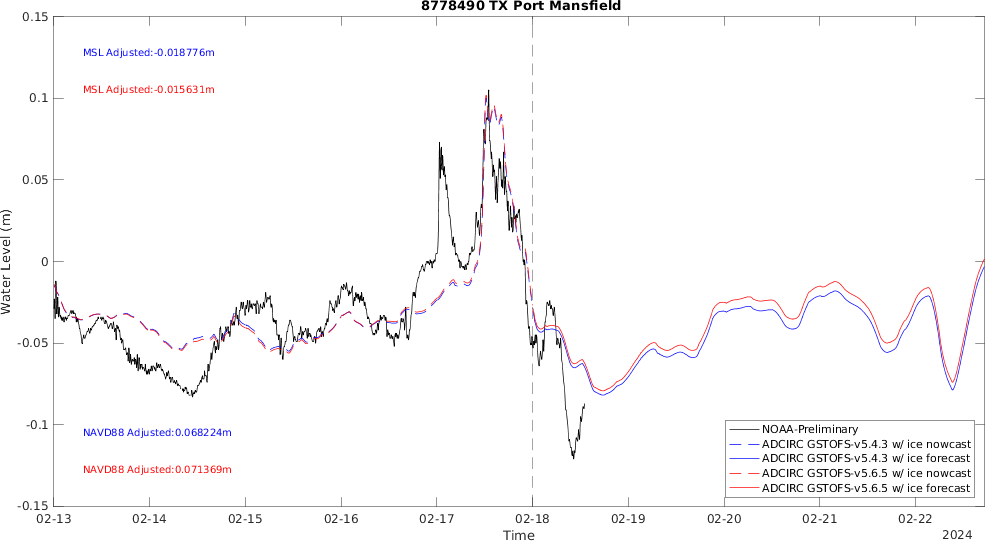 8778490 TX Port Mansfield
0.15
0.1
0.05
0
-0.05
-0.1
-0.15
Water Level (m)
MSL Adjusted:-0.018776m
MSL Adjusted:-0.015631m
NAVD88 Adjusted:0.068224m
NAVD88 Adjusted:0.071369m
NOAA-Preliminary
ADCIRC GSTOFS-v5.4.3 w/ ice nowcast
ADCIRC GSTOFS-v5.4.3 w/ ice forecast
ADCIRC GSTOFS-v5.6.5 w/ ice nowcast
ADCIRC GSTOFS-v5.6.5 w/ ice forecast
02-13 02-14 02-15 02-16 02-17 02-18 02-19 02-20 02-21 02-22
Time
2024